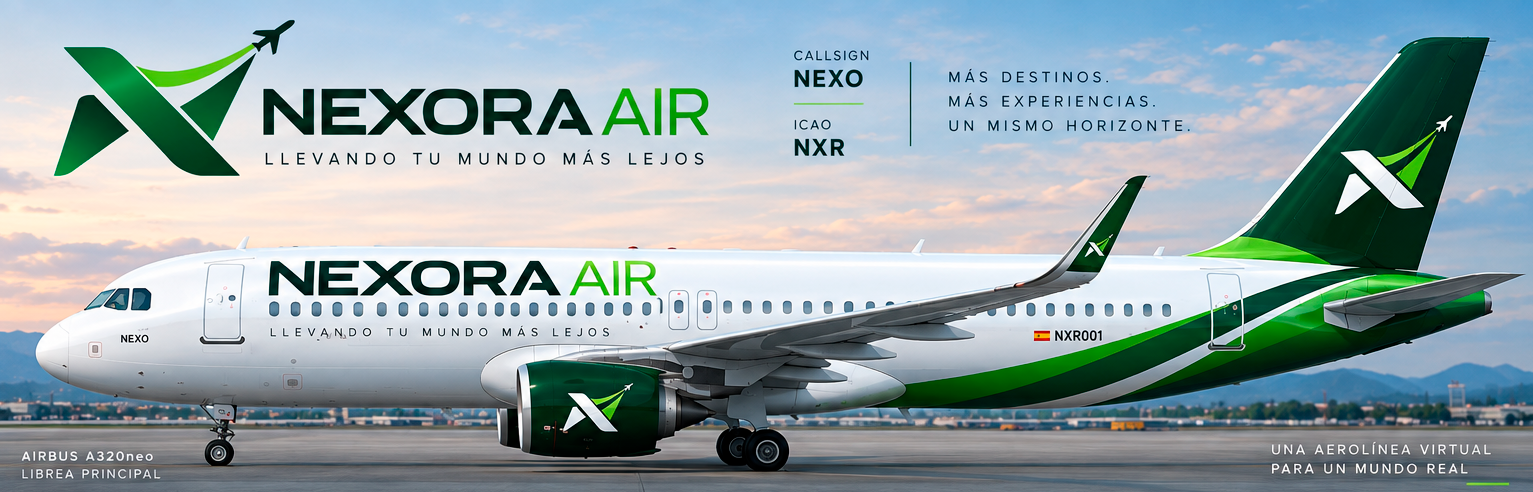 NEXORA AIR
LLEVANDO TU MUNDO MÁS LEJOS
CALLSIGN
NEXO
ICAO
NXR
MÁS DESTINOS.
MÁS EXPERIENCIAS.
UN MISMO HORIZONTE.
NEXORA AIR
LLEVANDO TU MUNDO MÁS LEJOS
NEXO
NXR001
AIRBUS A320neo
LIBREA PRINCIPAL
UNA AEROLÍNEA VIRTUAL
PARA UN MUNDO REAL